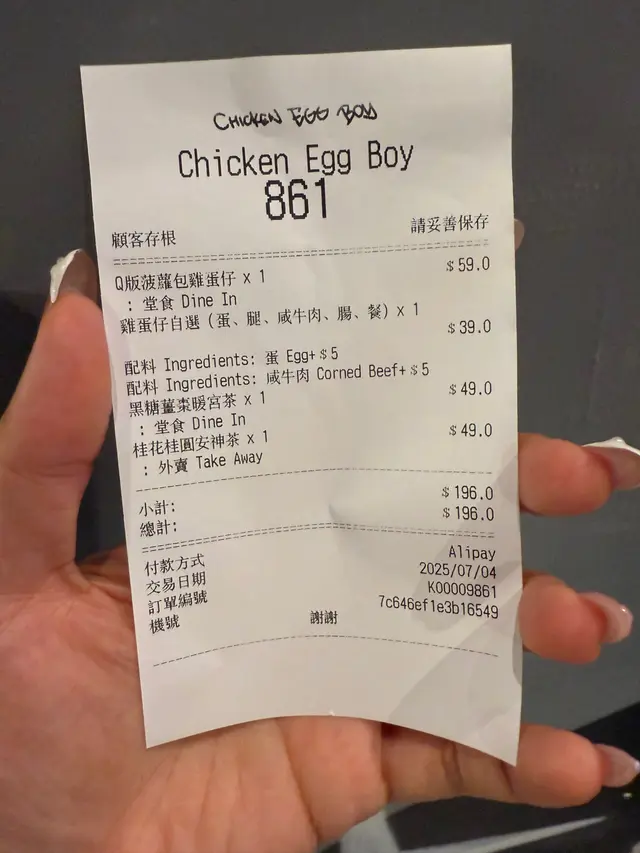 CHICKEN EGG BOY
Chicken Egg Boy
861
顧客存根 請妥善保存
Q版菠蘿包雞蛋仔 x 1 $59.0
: 堂食 Dine In
雞蛋仔自選（蛋、腿、咸牛肉、腸、餐）x 1 $39.0
配料 Ingredients: 蛋 Egg+$5
配料 Ingredients: 咸牛肉 Corned Beef+$5
黑糖薑棗暖宮茶 x 1 $49.0
: 堂食 Dine In
桂花桂圓安神茶 x 1 $49.0
: 外賣 Take Away
小計: $196.0
總計: $196.0
付款方式 Alipay
交易日期 2025/07/04
訂單編號 K00009861
機號 7c646ef1e3b16549
謝謝